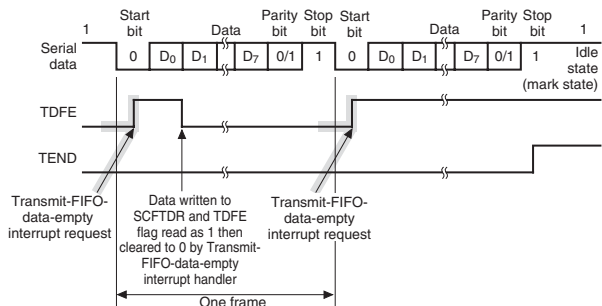 1 Start bit Data Parity bit Stop bit Start bit Data Parity bit Stop bit 1
Serial data 0 D0 D1 D7 0/1 1 0 D0 D1 D7 0/1 1 Idle state (mark state)
TDFE
TEND
Transmit-FIFO-
data-empty
interrupt request
Data written to
SCFTDR and TDFE
flag read as 1 then
cleared to 0 by Transmit-
FIFO-data-empty
interrupt handler
Transmit-FIFO-
data-empty
interrupt request
One frame